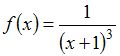 f(x) = 1/(x+1)³